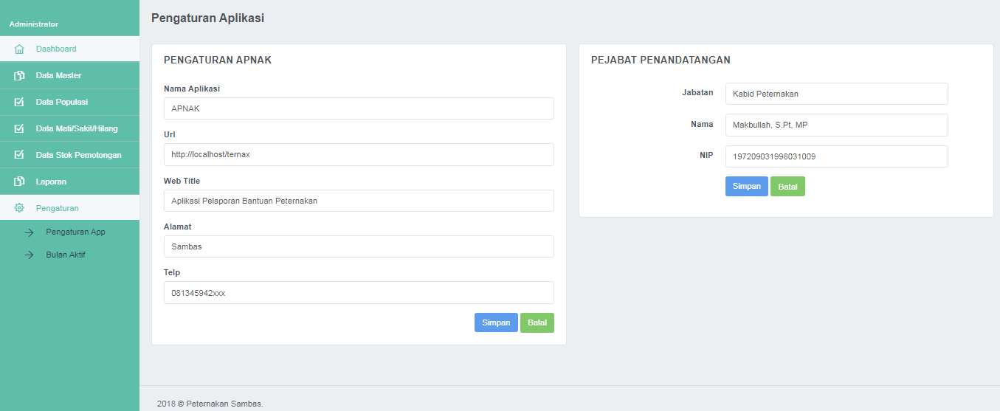 Administrator
Dashboard
Data Master
Data Populasi
Data Mati/Sakit/Hilang
Data Stok Pemotongan
Laporan
Pengaturan
Pengaturan App
Bulan Aktif
Pengaturan Aplikasi
PENGATURAN APNAK
Nama Aplikasi
APNAK
Url
http://localhost/ternax
Web Title
Aplikasi Pelaporan Bantuan Peternakan
Alamat
Sambas
Telp
081345942xxx
Simpan Batal
PEJABAT PENANDATANGAN
Jabatan Kabid Peternakan
Nama Makbullah, S.Pt, MP
NIP 197209031998031009
Simpan Batal
2018 © Peternakan Sambas.